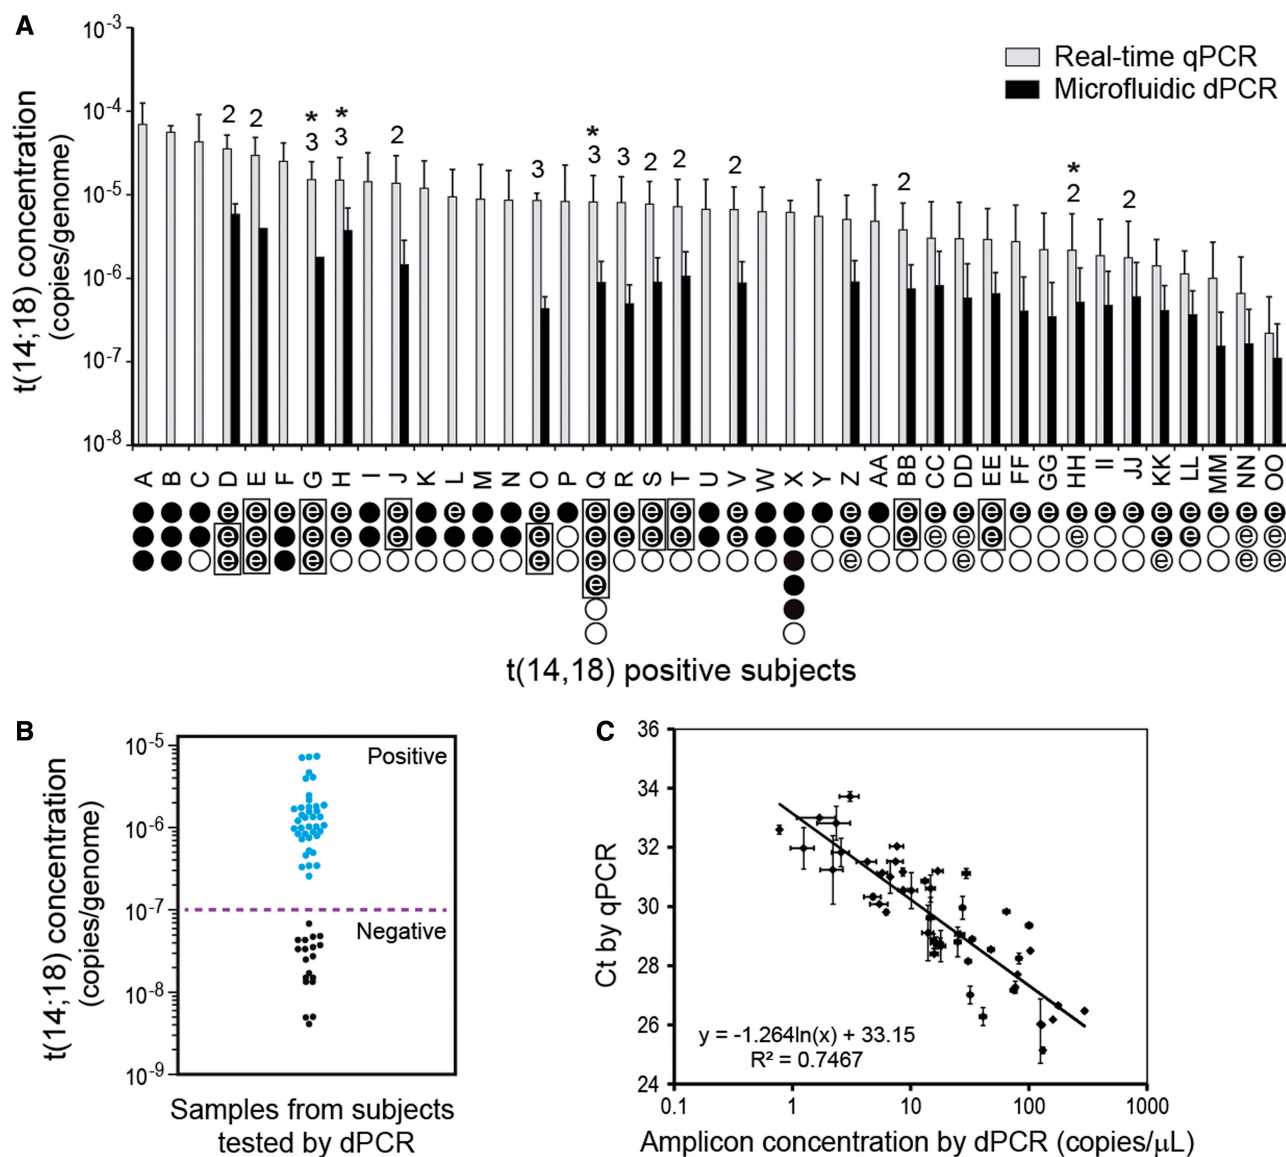 A
10⁻³
10⁻⁴
10⁻⁵
10⁻⁶
10⁻⁷
10⁻⁸
t(14;18) concentration
(copies/genome)
Real-time qPCR
Microfluidic dPCR
2 2 * 3 * 3 2 3 * 3 3 2 2 2 2 * 2 2
A B C D E F G H I J K L M N O P Q R S T U V W X Y Z AA BB CC DD EE FF GG HH II JJ KK LL MM NN OO
e e e e e e e e e e e e e e e e e e e e e e e e e e e
e e e e e e e e e e e e e e e e e e e e
e e e e e e e e e e
e
t(14,18) positive subjects
B
10⁻⁵
10⁻⁶
10⁻⁷
10⁻⁸
10⁻⁹
t(14;18) concentration
(copies/genome)
Positive
Negative
Samples from subjects
tested by dPCR
C
36
34
32
30
28
26
24
Ct by qPCR
y = -1.264ln(x) + 33.15
R² = 0.7467
0.1 1 10 100 1000
Amplicon concentration by dPCR (copies/µL)